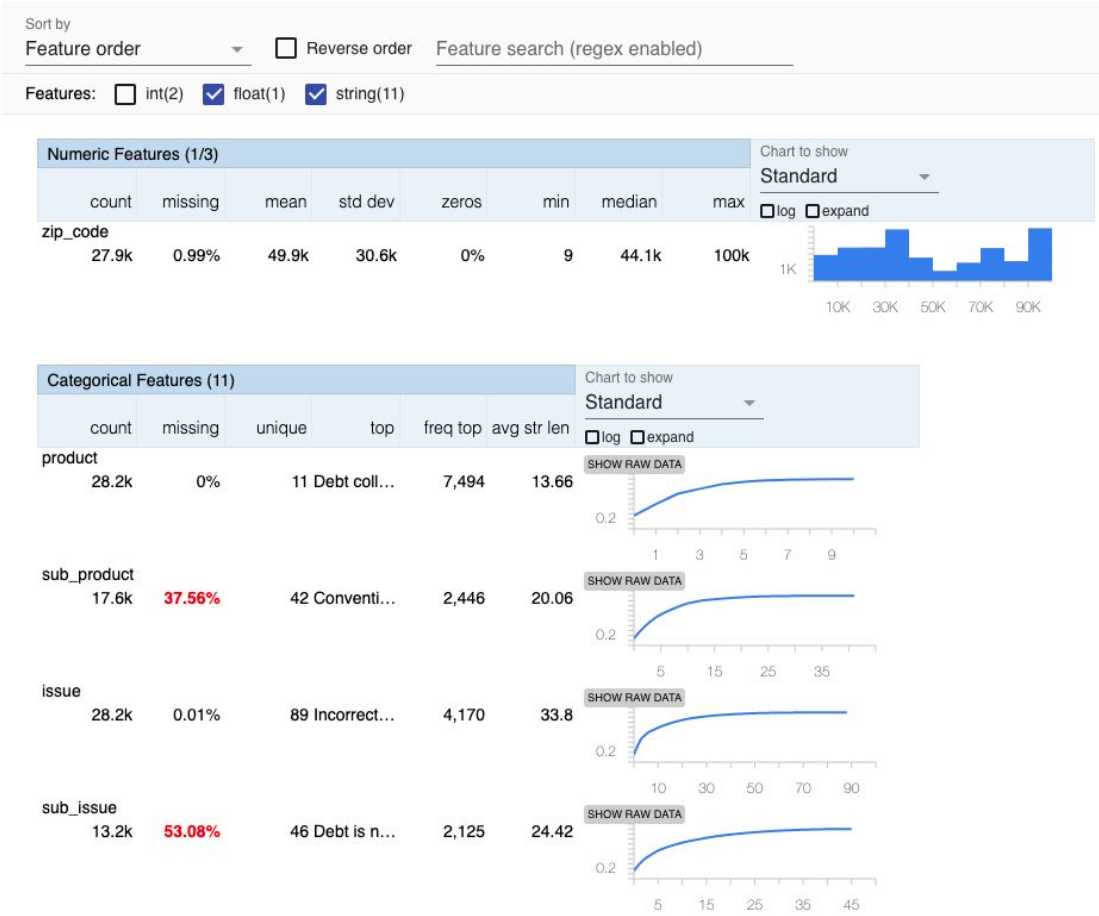 Sort by
Feature order
Reverse order
Feature search (regex enabled)
Features: int(2) float(1) string(11)
Numeric Features (1/3)
Chart to show
Standard
count missing mean std dev zeros min median max
log expand
zip_code
27.9k 0.99% 49.9k 30.6k 0% 9 44.1k 100k
1K
10K 30K 50K 70K 90K
Categorical Features (11)
Chart to show
Standard
count missing unique top freq top avg str len
log expand
product
SHOW RAW DATA
28.2k 0% 11 Debt coll... 7,494 13.66
0.2
1 3 5 7 9
sub_product
SHOW RAW DATA
17.6k 37.56% 42 Conventi... 2,446 20.06
0.2
5 15 25 35
issue
SHOW RAW DATA
28.2k 0.01% 89 Incorrect... 4,170 33.8
0.2
10 30 50 70 90
sub_issue
SHOW RAW DATA
13.2k 53.08% 46 Debt is n... 2,125 24.42
0.2
5 15 25 35 45